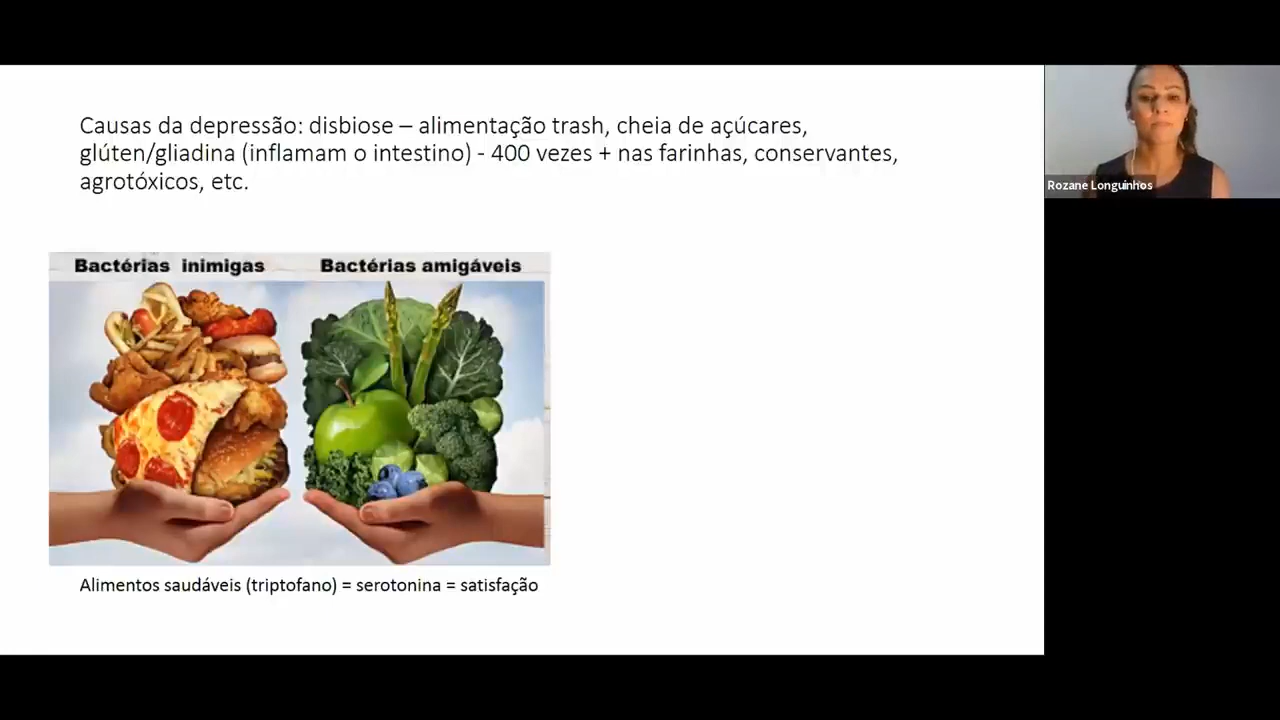 Causas da depressão: disbiose – alimentação trash, cheia de açúcares,
glúten/gliadina (inflamam o intestino) - 400 vezes + nas farinhas, conservantes,
agrotóxicos, etc.
Rozane Longuinhos
Bactérias inimigas
Bactérias amigáveis
Alimentos saudáveis (triptofano) = serotonina = satisfação